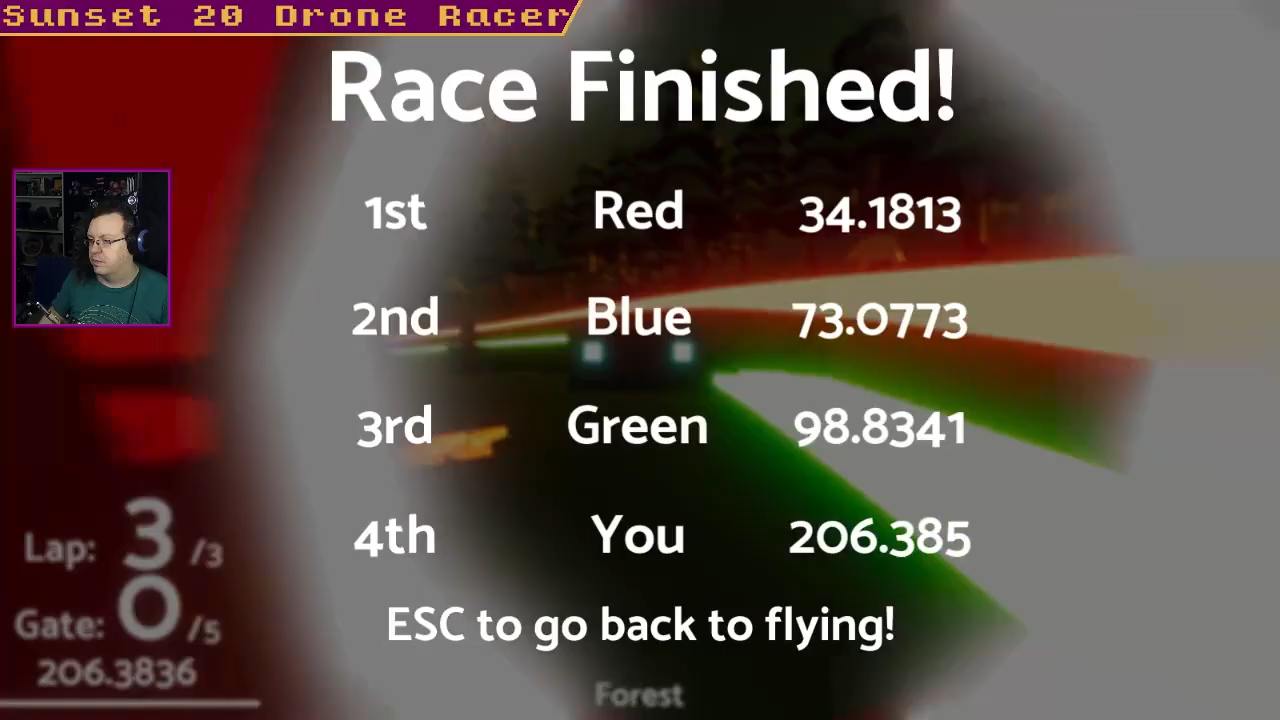 Sunset 20 Drone Racer
Race Finished!
1st Red 34.1813
2nd Blue 73.0773
3rd Green 98.8341
4th You 206.385
Lap: 3 /3
Gate: 0 /5
206.3836
ESC to go back to flying!
Forest